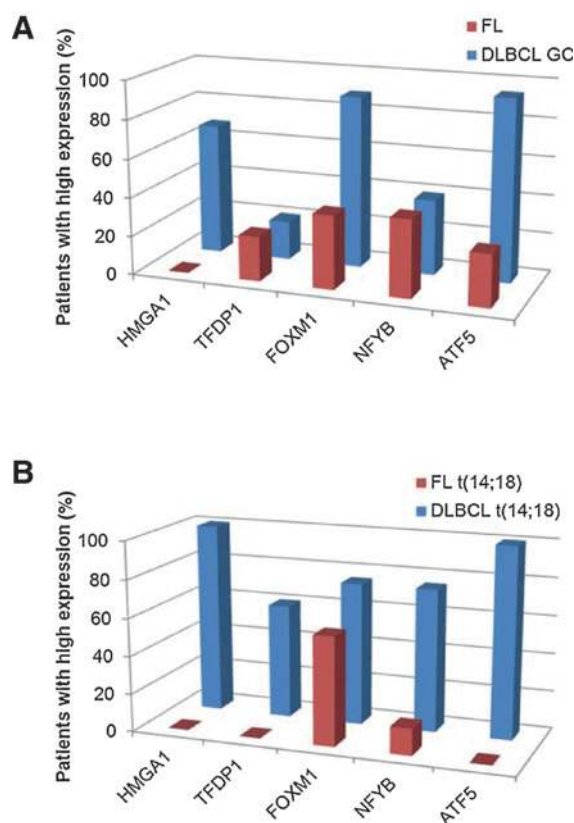 A
FL
DLBCL GC
Patients with high expression (%)
100
80
60
40
20
0
HMGA1
TFDP1
FOXM1
NFYB
ATF5
B
FL t(14;18)
DLBCL t(14;18)
Patients with high expression (%)
100
80
60
40
20
0
HMGA1
TFDP1
FOXM1
NFYB
ATF5